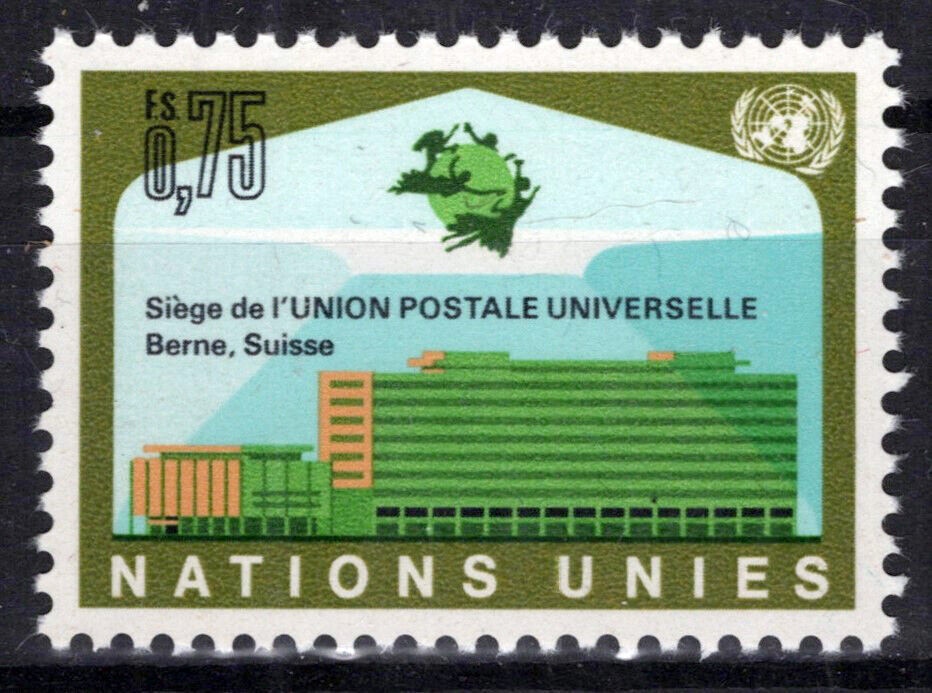 F.S.
0,75
Siège de l'UNION POSTALE UNIVERSELLE
Berne, Suisse
NATIONS UNIES